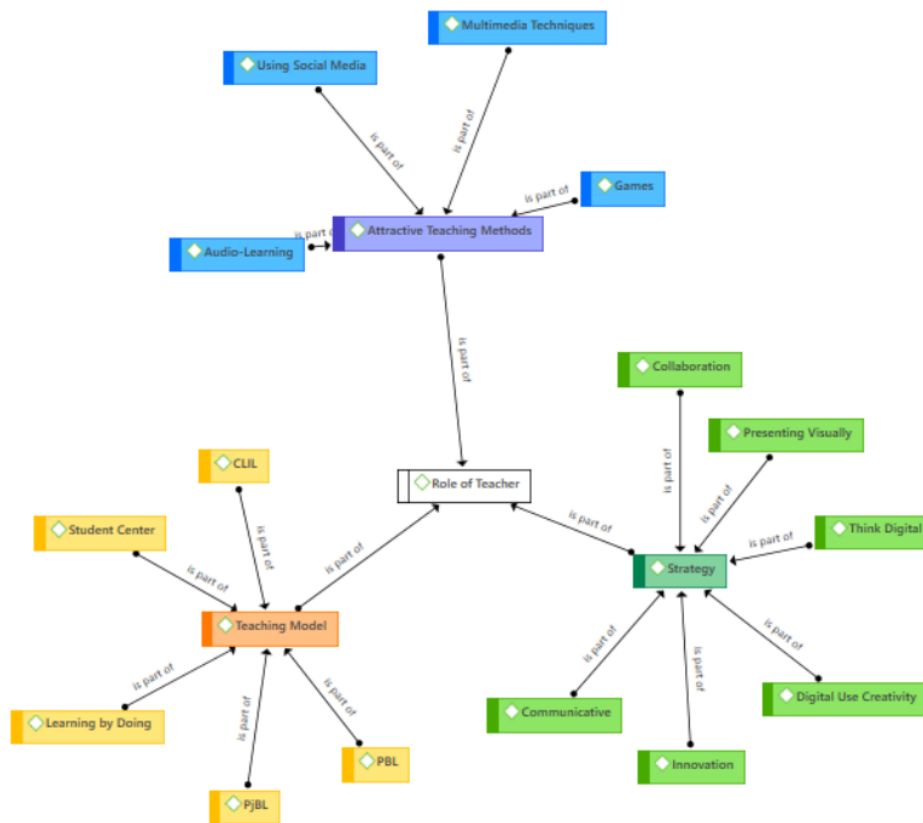 Multimedia Techniques
Using Social Media
is part of
is part of
Games
is part of
Attractive Teaching Methods
is part of
Audio-Learning
is part of
Collaboration
Presenting Visually
is part of
is part of
CLIL
Role of Teacher
Student Center
Think Digital
is part of
is part of
is part of
is part of
is part of
Strategy
Teaching Model
is part of
is part of
is part of
is part of
is part of
is part of
Digital Use Creativity
Communicative
Learning by Doing
PBL
Innovation
PjBL